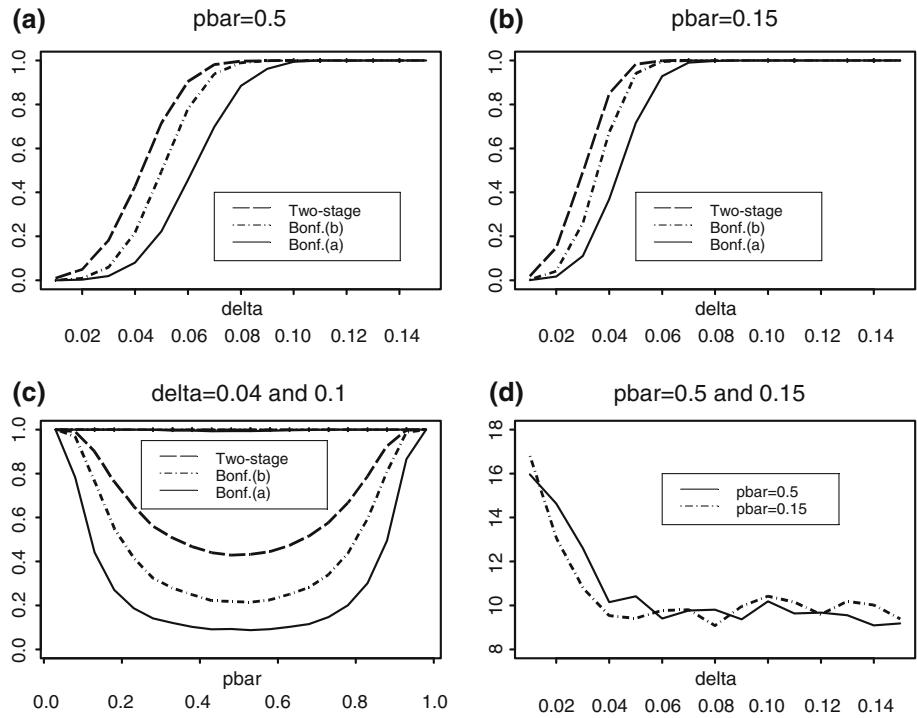 (a) pbar=0.5
1.0
0.8
0.6
0.4
0.2
0.0
Two-stage
Bonf.(b)
Bonf.(a)
delta
0.02 0.04 0.06 0.08 0.10 0.12 0.14
(b) pbar=0.15
1.0
0.8
0.6
0.4
0.2
0.0
Two-stage
Bonf.(b)
Bonf.(a)
delta
0.02 0.04 0.06 0.08 0.10 0.12 0.14
(c) delta=0.04 and 0.1
1.0
0.8
0.6
0.4
0.2
0.0
Two-stage
Bonf.(b)
Bonf.(a)
pbar
0.0 0.2 0.4 0.6 0.8 1.0
(d) pbar=0.5 and 0.15
18
16
14
12
10
8
pbar=0.5
pbar=0.15
delta
0.02 0.04 0.06 0.08 0.10 0.12 0.14